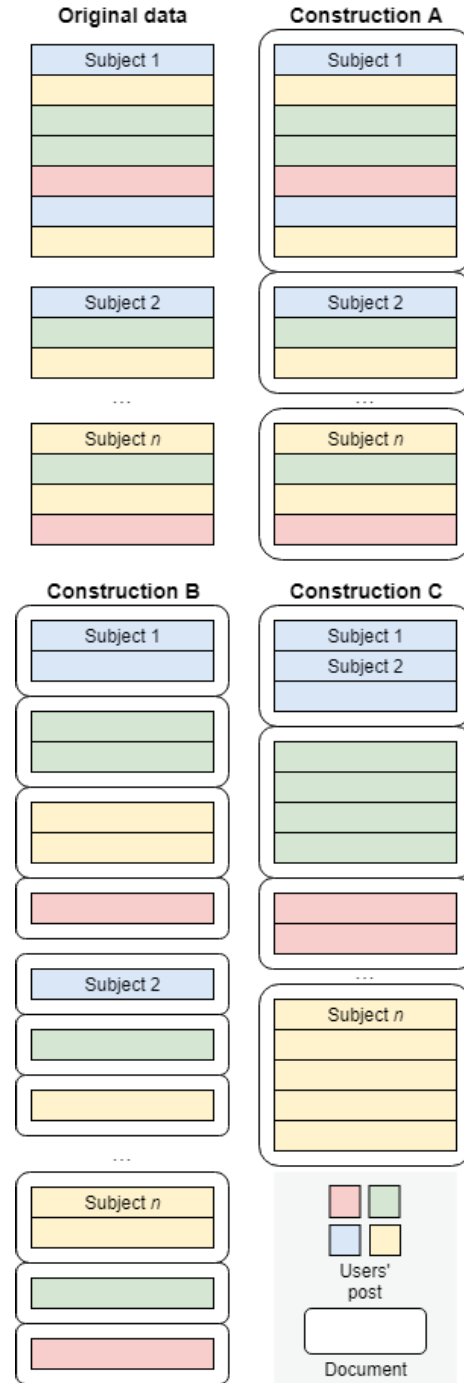 Original data
Construction A
Subject 1
Subject 1
Subject 2
Subject 2
...
...
Subject n
Subject n
Construction B
Construction C
Subject 1
Subject 1
Subject 2
Subject 2
...
...
Subject n
Subject n
Users'
post
Document